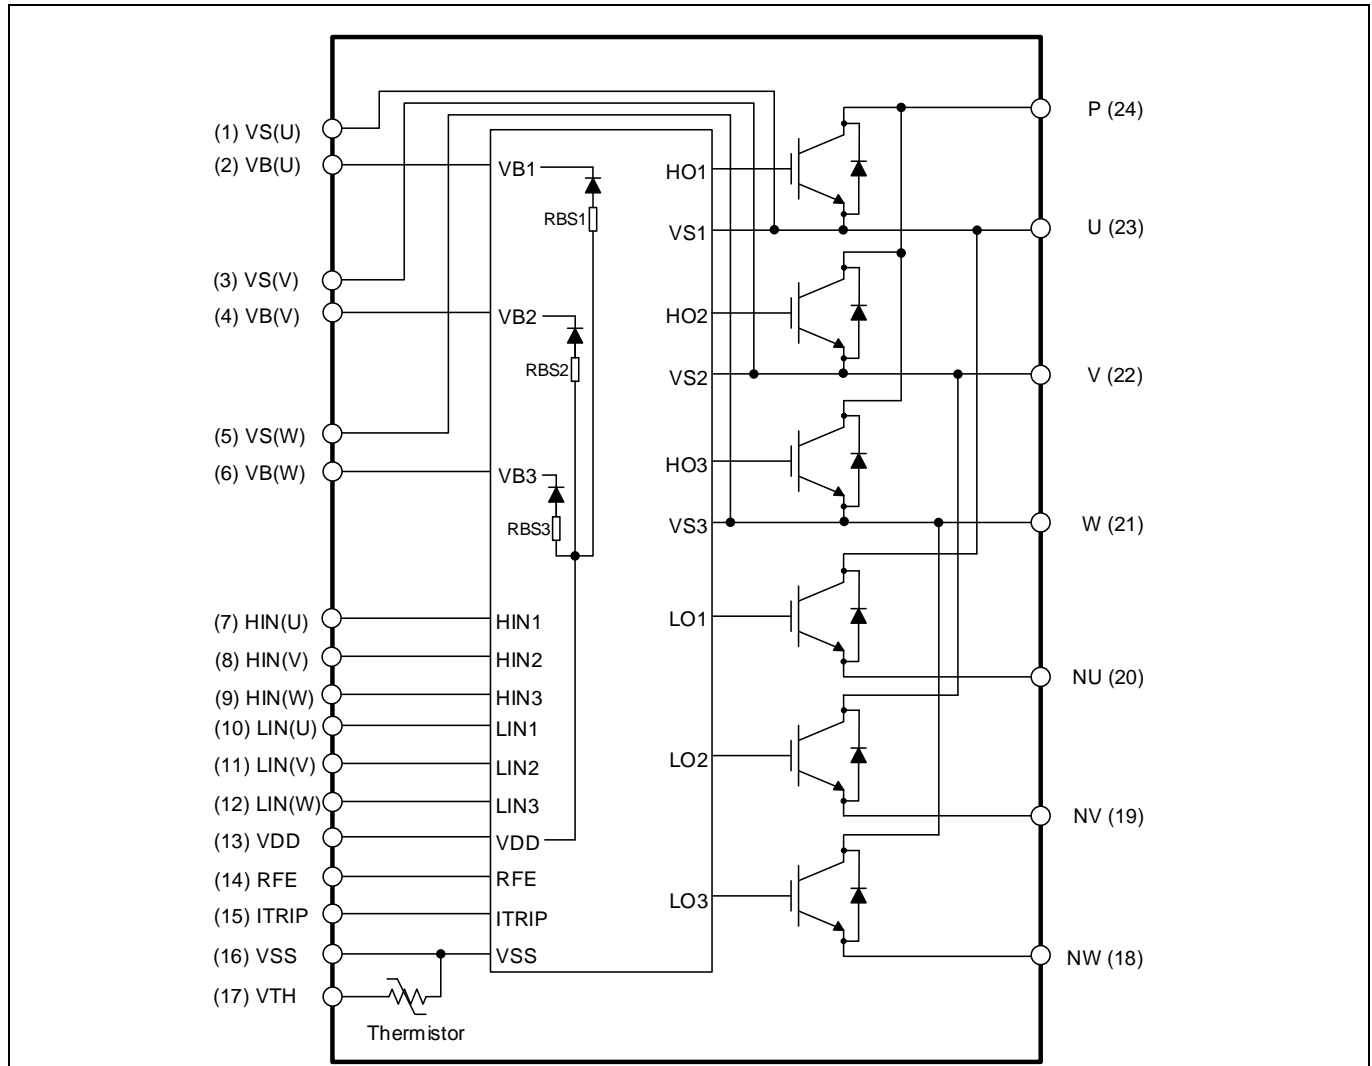 (1) VS(U)
(2) VB(U)
(3) VS(V)
(4) VB(V)
(5) VS(W)
(6) VB(W)
(7) HIN(U)
(8) HIN(V)
(9) HIN(W)
(10) LIN(U)
(11) LIN(V)
(12) LIN(W)
(13) VDD
(14) RFE
(15) ITRIP
(16) VSS
(17) VTH
Thermistor
VB1
RBS1
VB2
RBS2
VB3
RBS3
HIN1
HIN2
HIN3
LIN1
LIN2
LIN3
VDD
RFE
ITRIP
VSS
HO1
VS1
HO2
VS2
HO3
VS3
LO1
LO2
LO3
P (24)
U (23)
V (22)
W (21)
NU (20)
NV (19)
NW (18)